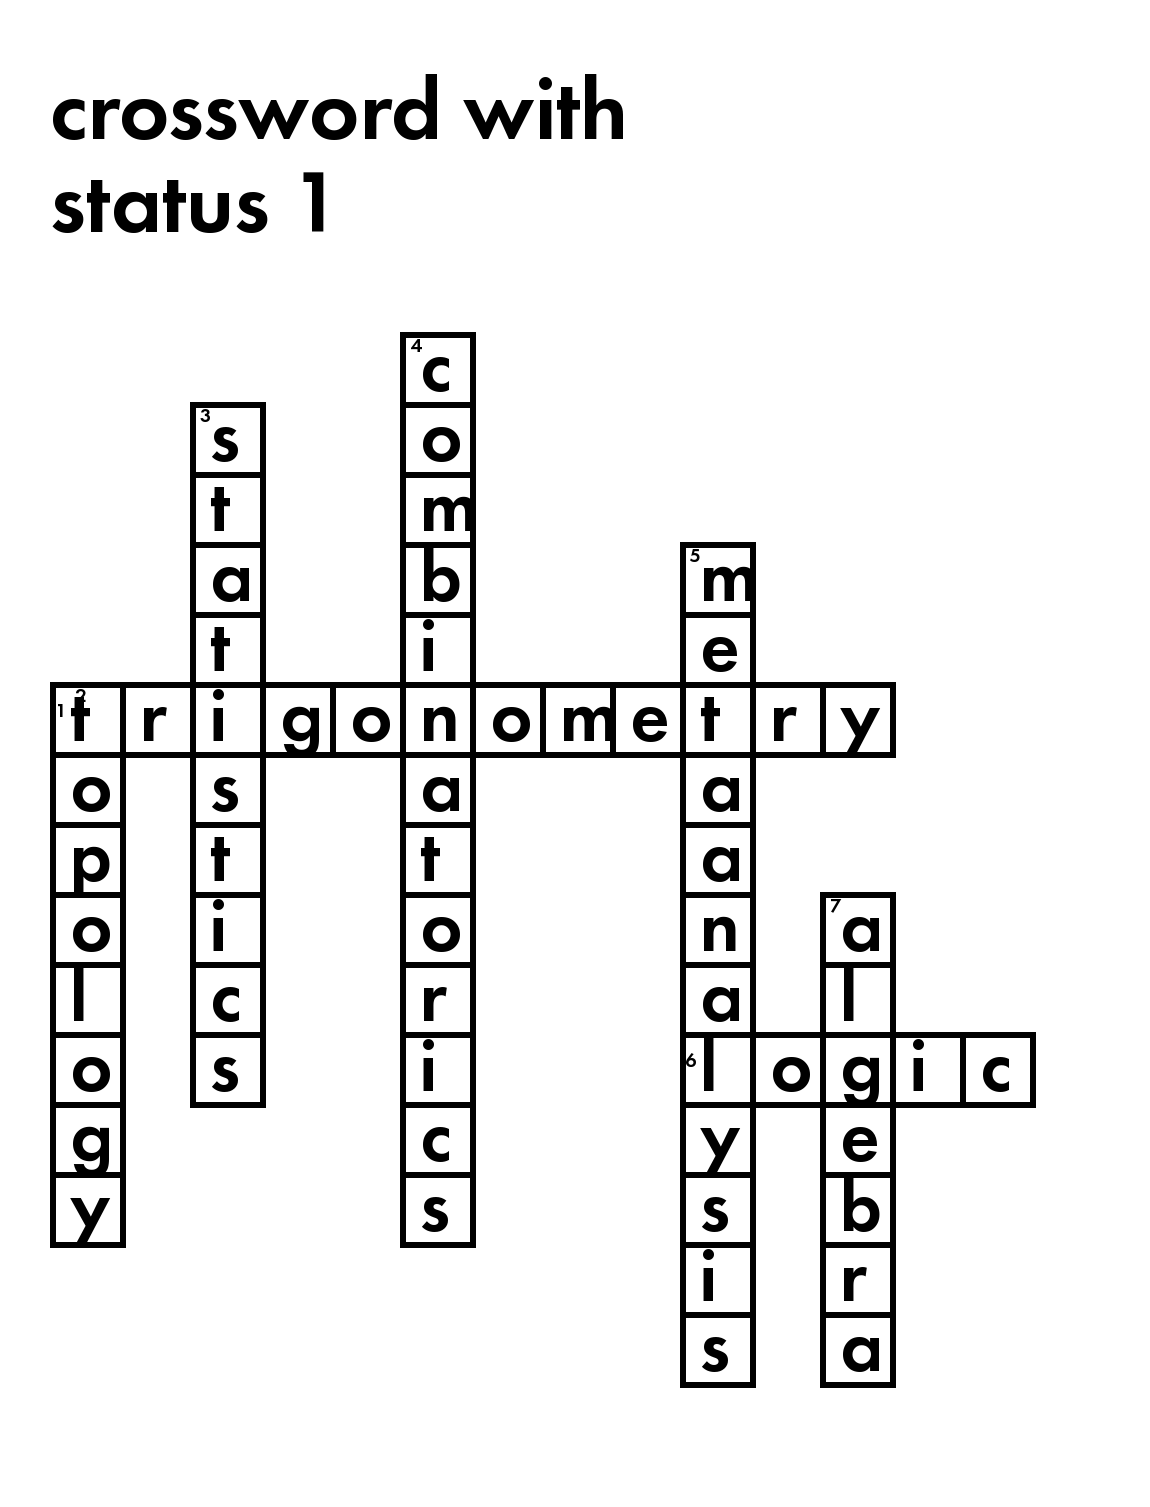 crossword with
status 1
4 c
3 s o
t m
a b 5 m
t i e
1 2 t r i g o n o m e t r y
o s a a
p t t a
o i o n 7 a
l c r a l
o s i 6 l o g i c
g c y e
y s s b
i r
s a